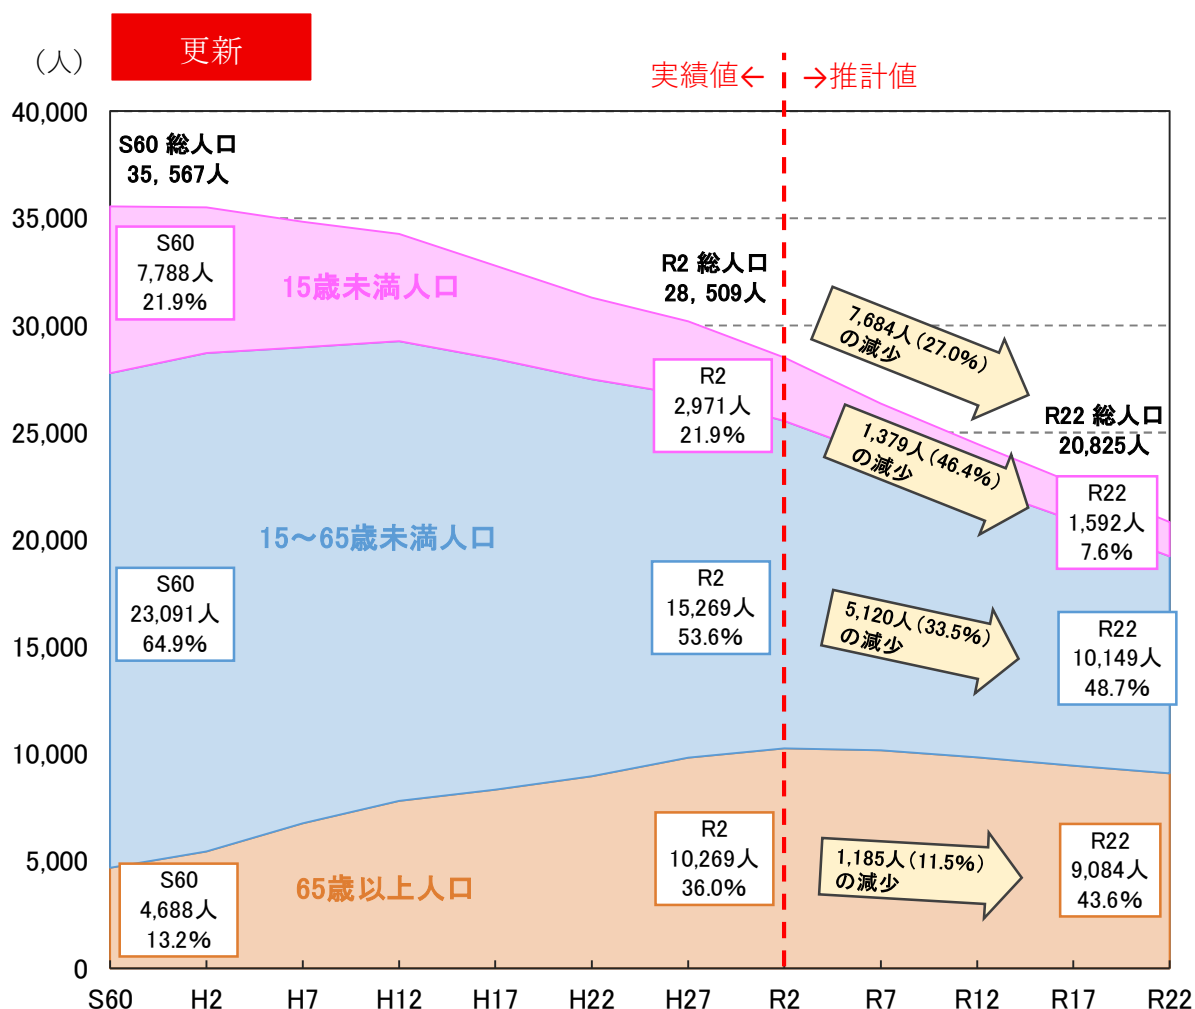 更新
（人）
実績値←
→推計値
40,000
35,000
30,000
25,000
20,000
15,000
10,000
5,000
0
S60 総人口
35, 567人
S60
7,788人
21.9%
15歳未満人口
R2 総人口
28, 509人
7,684人（27.0%）
の減少
R2
2,971人
21.9%
1,379人（46.4%）
の減少
R22 総人口
20,825人
R22
1,592人
7.6%
15～65歳未満人口
S60
23,091人
64.9%
R2
15,269人
53.6%
5,120人（33.5%）
の減少
R22
10,149人
48.7%
65歳以上人口
S60
4,688人
13.2%
R2
10,269人
36.0%
1,185人（11.5%）
の減少
R22
9,084人
43.6%
S60 H2 H7 H12 H17 H22 H27 R2 R7 R12 R17 R22